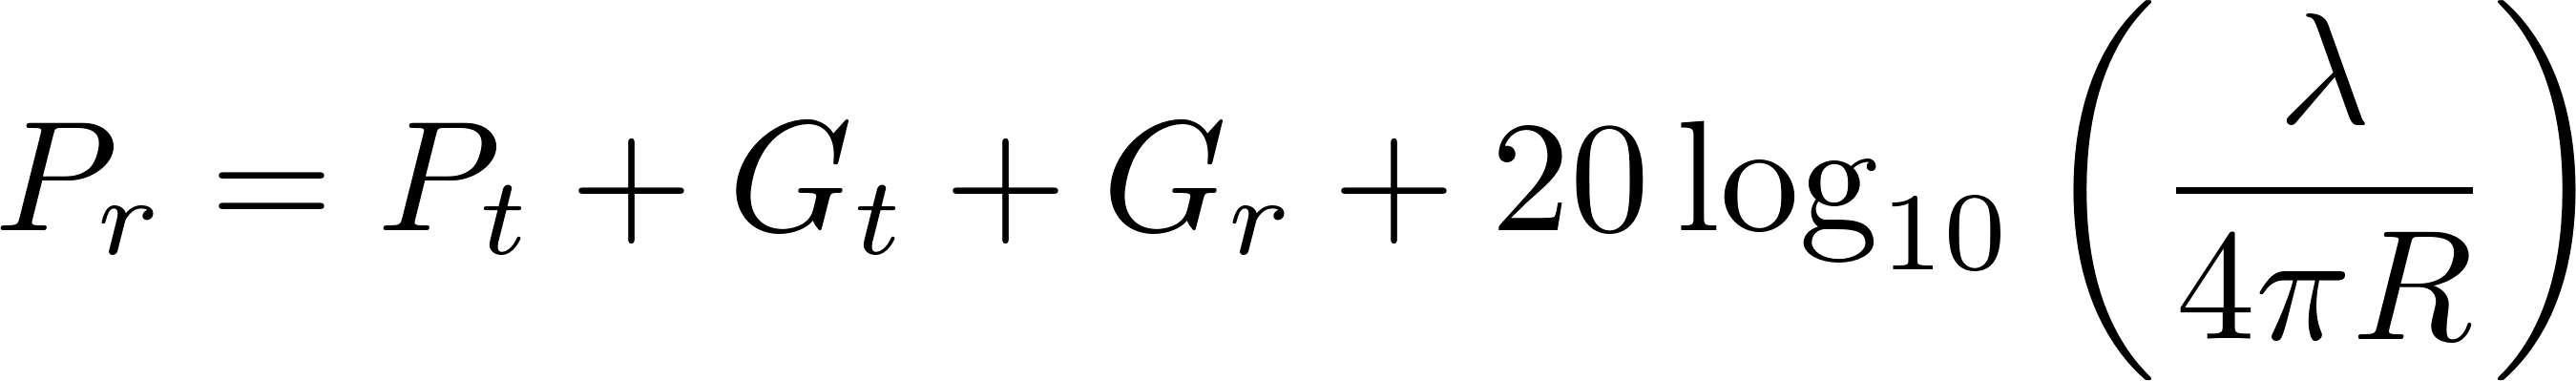 P_r = P_t + G_t + G_r + 20 log_10 (λ / 4πR)